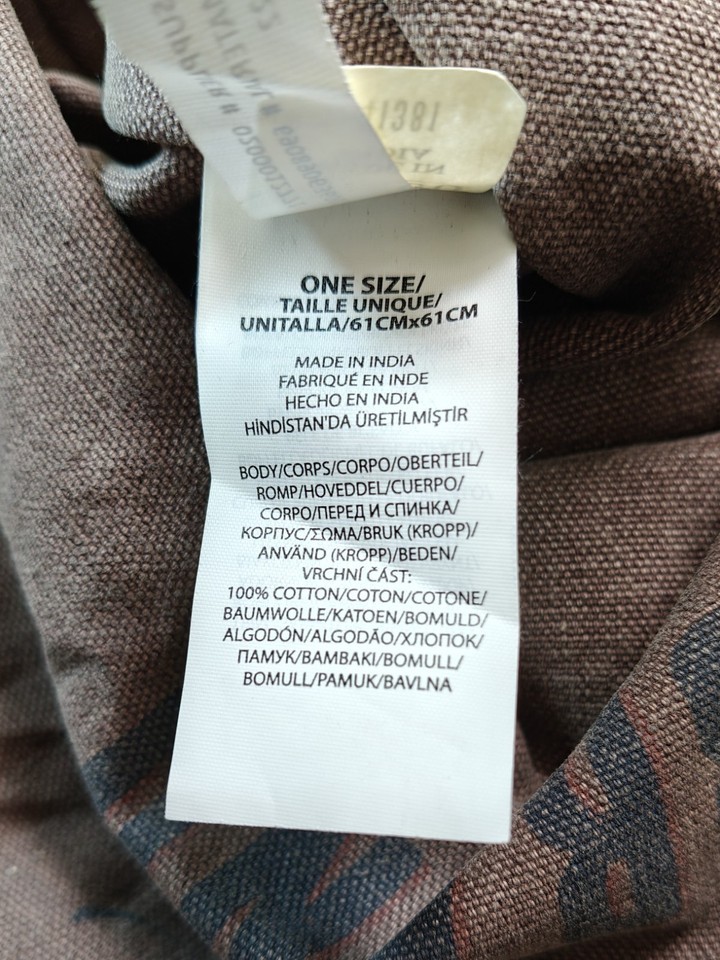 ONE SIZE/
TAILLE UNIQUE/
UNITALLA/61CMx61CM
MADE IN INDIA
FABRIQUÉ EN INDE
HECHO EN INDIA
HİNDİSTAN'DA ÜRETİLMİŞTİR
BODY/CORPS/CORPO/OBERTEIL/
ROMP/HOVEDDEL/CUERPO/
CORPO/ПЕРЕД И СПИНКА/
КОРПУС/ΣΩΜΑ/BRUK (KROPP)/
ANVÄND (KROPP)/BEDEN/
VRCHNÍ ČÁST:
100% COTTON/COTON/COTONE/
BAUMWOLLE/KATOEN/BOMULD/
ALGODÓN/ALGODÃO/ХЛОПОК/
ПАМУК/BAMBAKI/BOMULL/
BOMULL/PAMUK/BAVLNA